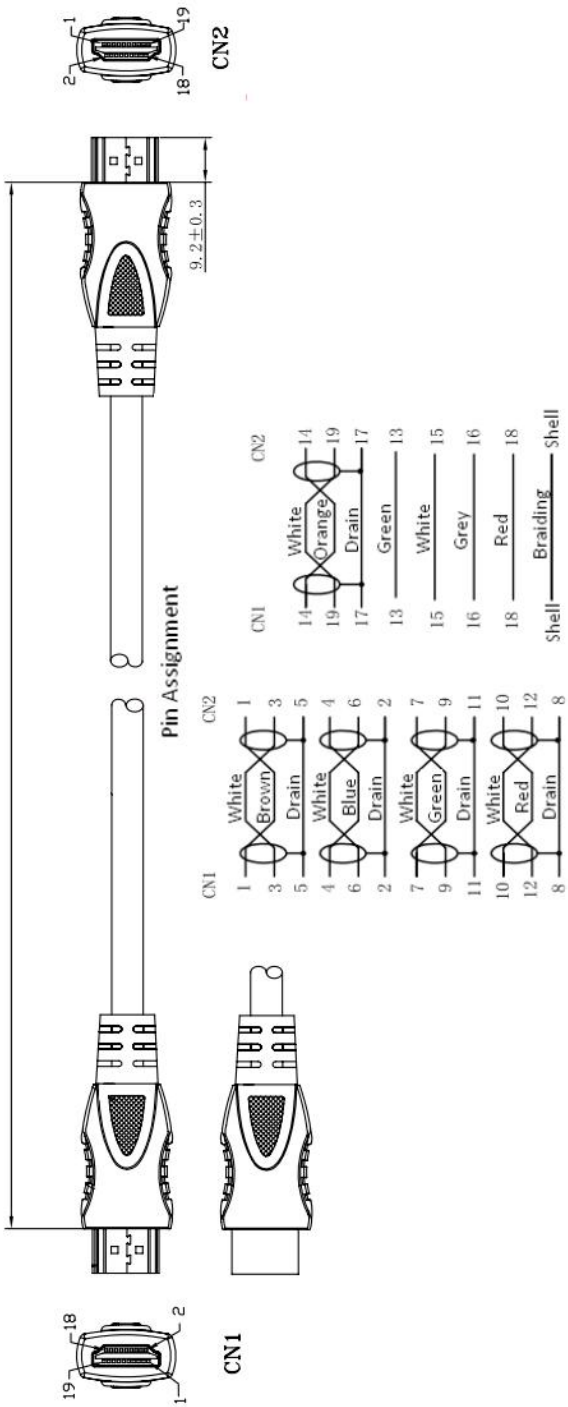 19 18
1 2
CN1
1 19
2 18
CN2
9.2±0.3
Pin Assignment
CN1 CN2
1 White 1
3 Brown 3
5 Drain 5
4 White 4
6 Blue 6
2 Drain 2
7 White 7
9 Green 9
11 Drain 11
10 White 10
12 Red 12
8 Drain 8
CN1 CN2
14 White 14
19 Orange 19
17 Drain 17
13 Green 13
15 White 15
16 Grey 16
18 Red 18
Shell Braiding Shell